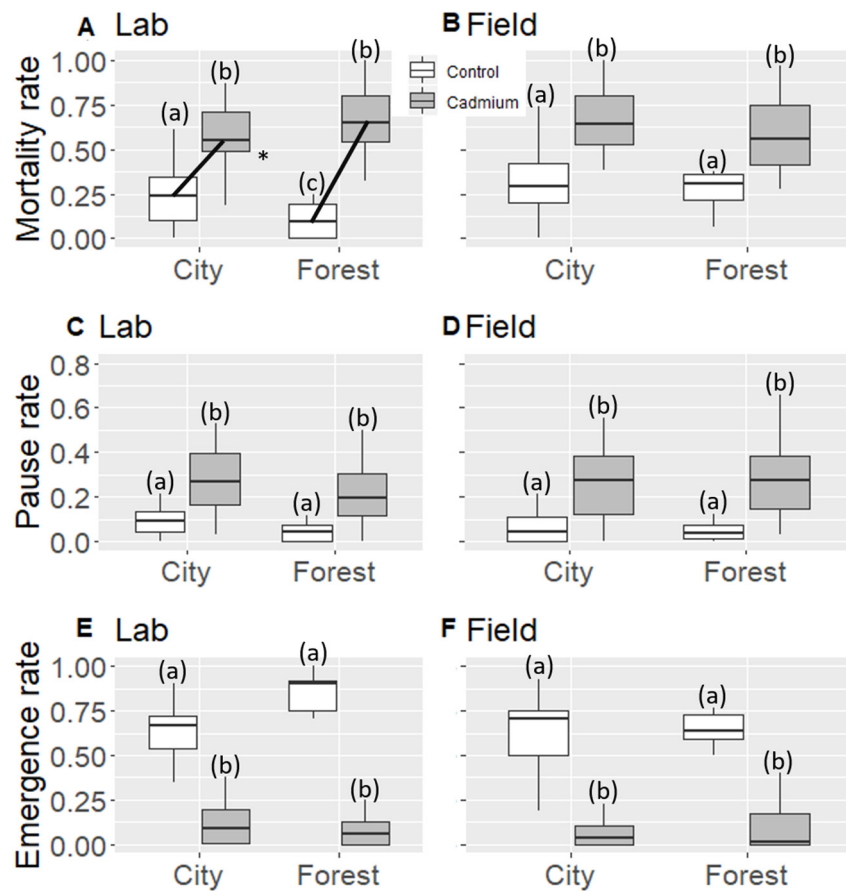 A Lab
B Field
Mortality rate
1.00
0.75
0.50
0.25
0.00
(a)
(b)
*
(c)
(b)
Control
Cadmium
(a)
(b)
(a)
(b)
City
Forest
City
Forest
C Lab
D Field
Pause rate
0.8
0.6
0.4
0.2
0.0
(a)
(b)
(a)
(b)
(a)
(b)
(a)
(b)
City
Forest
City
Forest
E Lab
F Field
Emergence rate
1.00
0.75
0.50
0.25
0.00
(a)
(b)
(a)
(b)
(a)
(b)
(a)
(b)
City
Forest
City
Forest